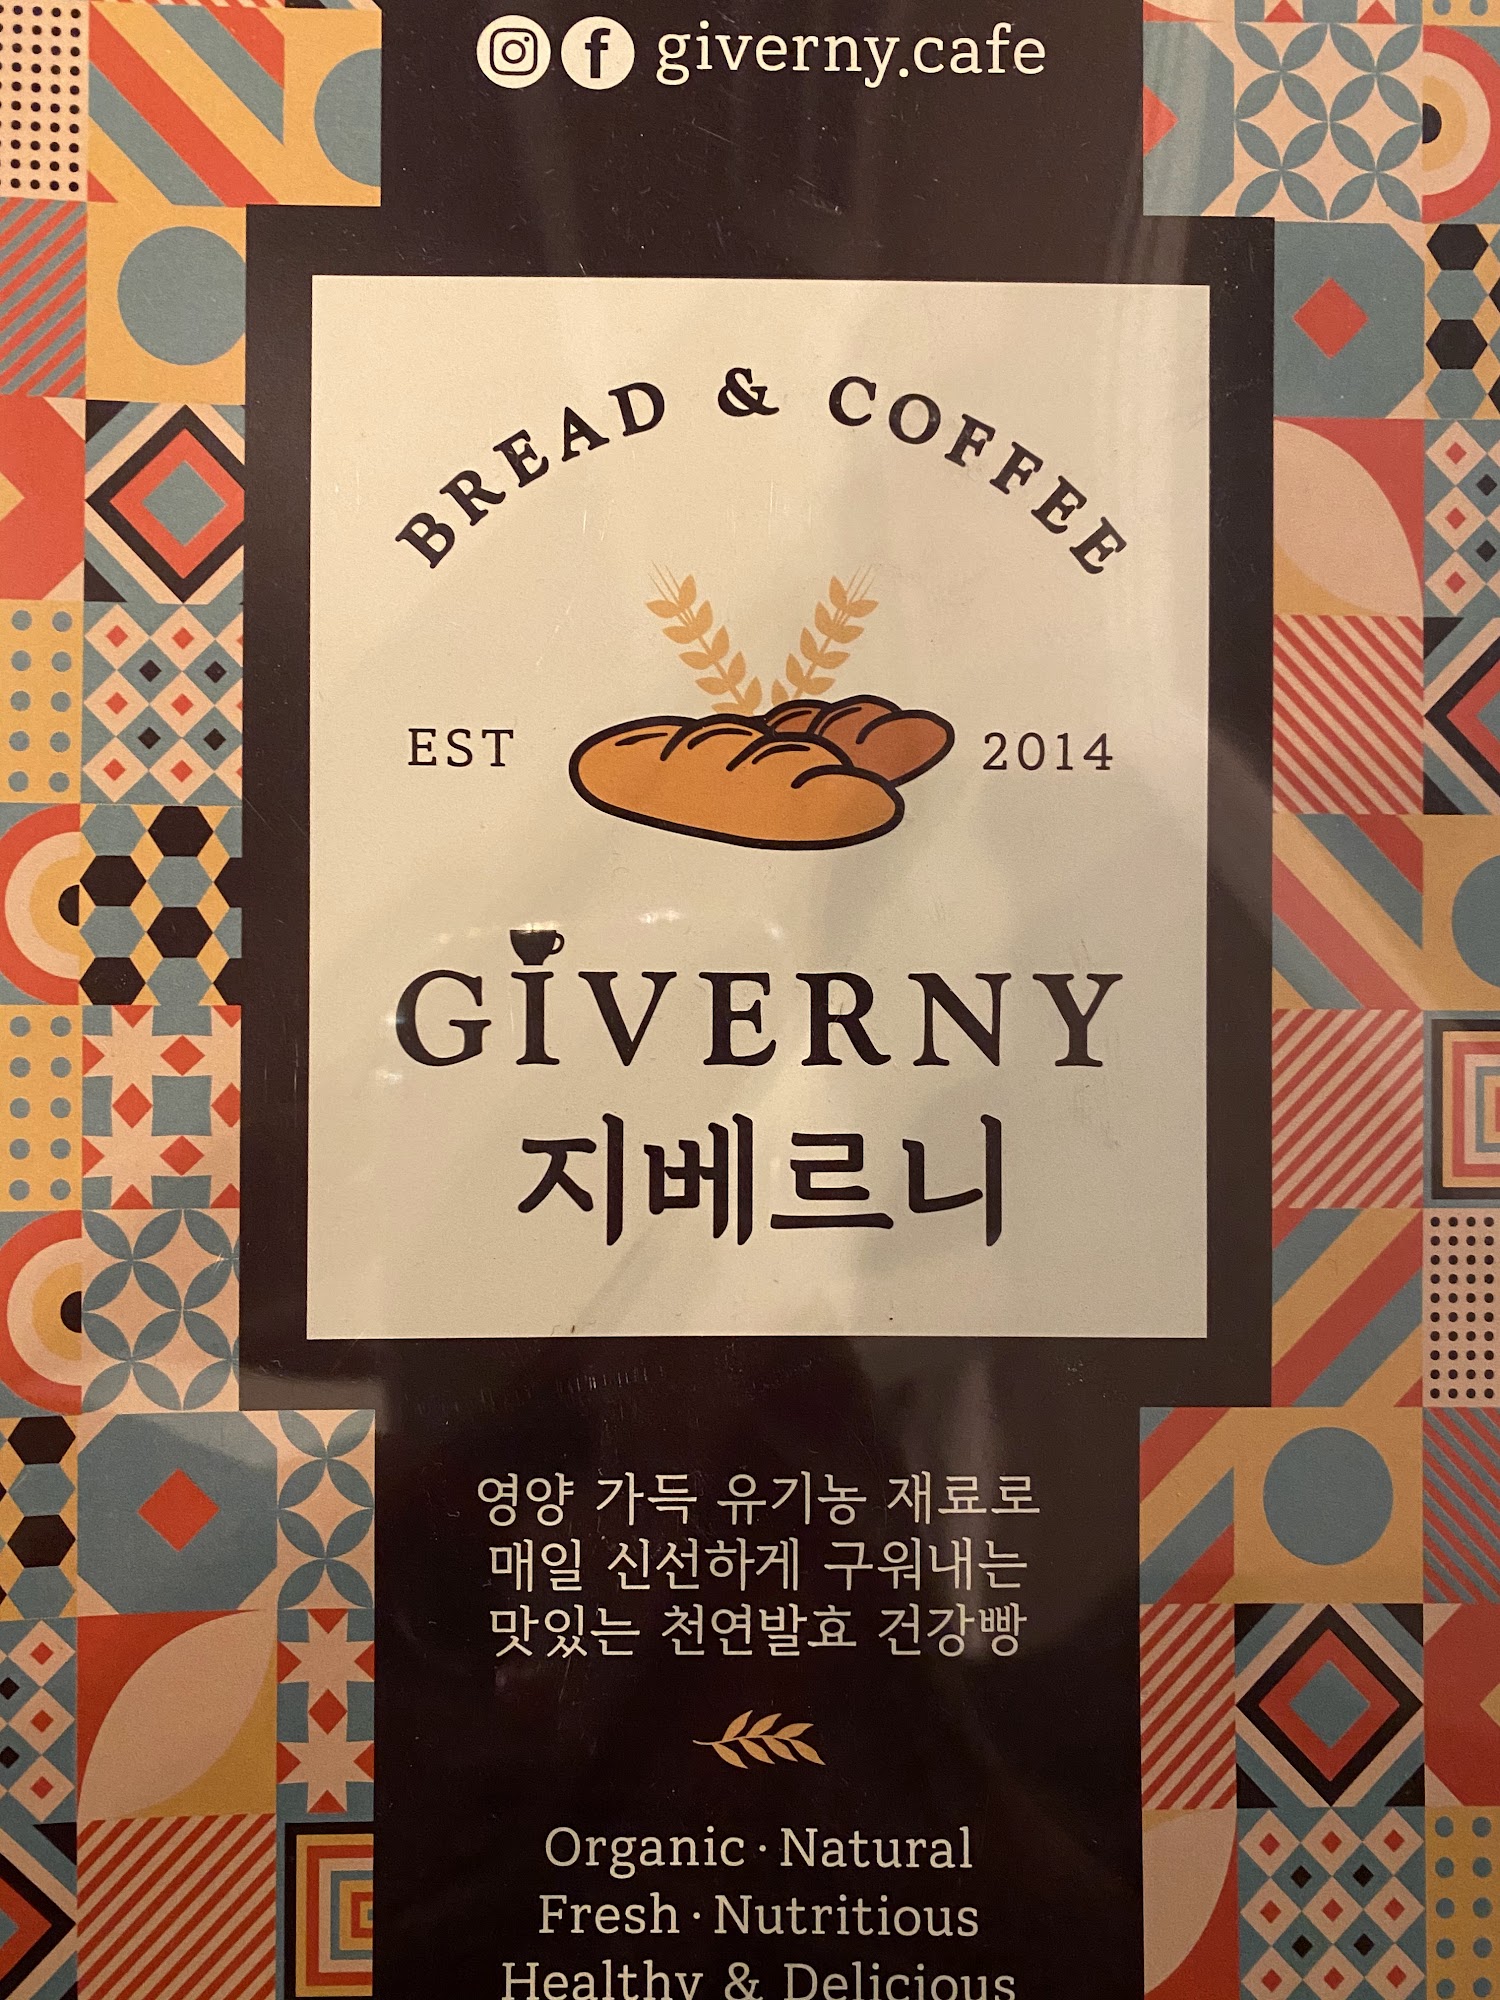 giverny.cafe
BREAD & COFFEE
EST 2014
GIVERNY
지베르니
영양 가득 유기농 재료로
매일 신선하게 구워내는
맛있는 천연발효 건강빵
Organic · Natural
Fresh · Nutritious
Healthy & Delicious